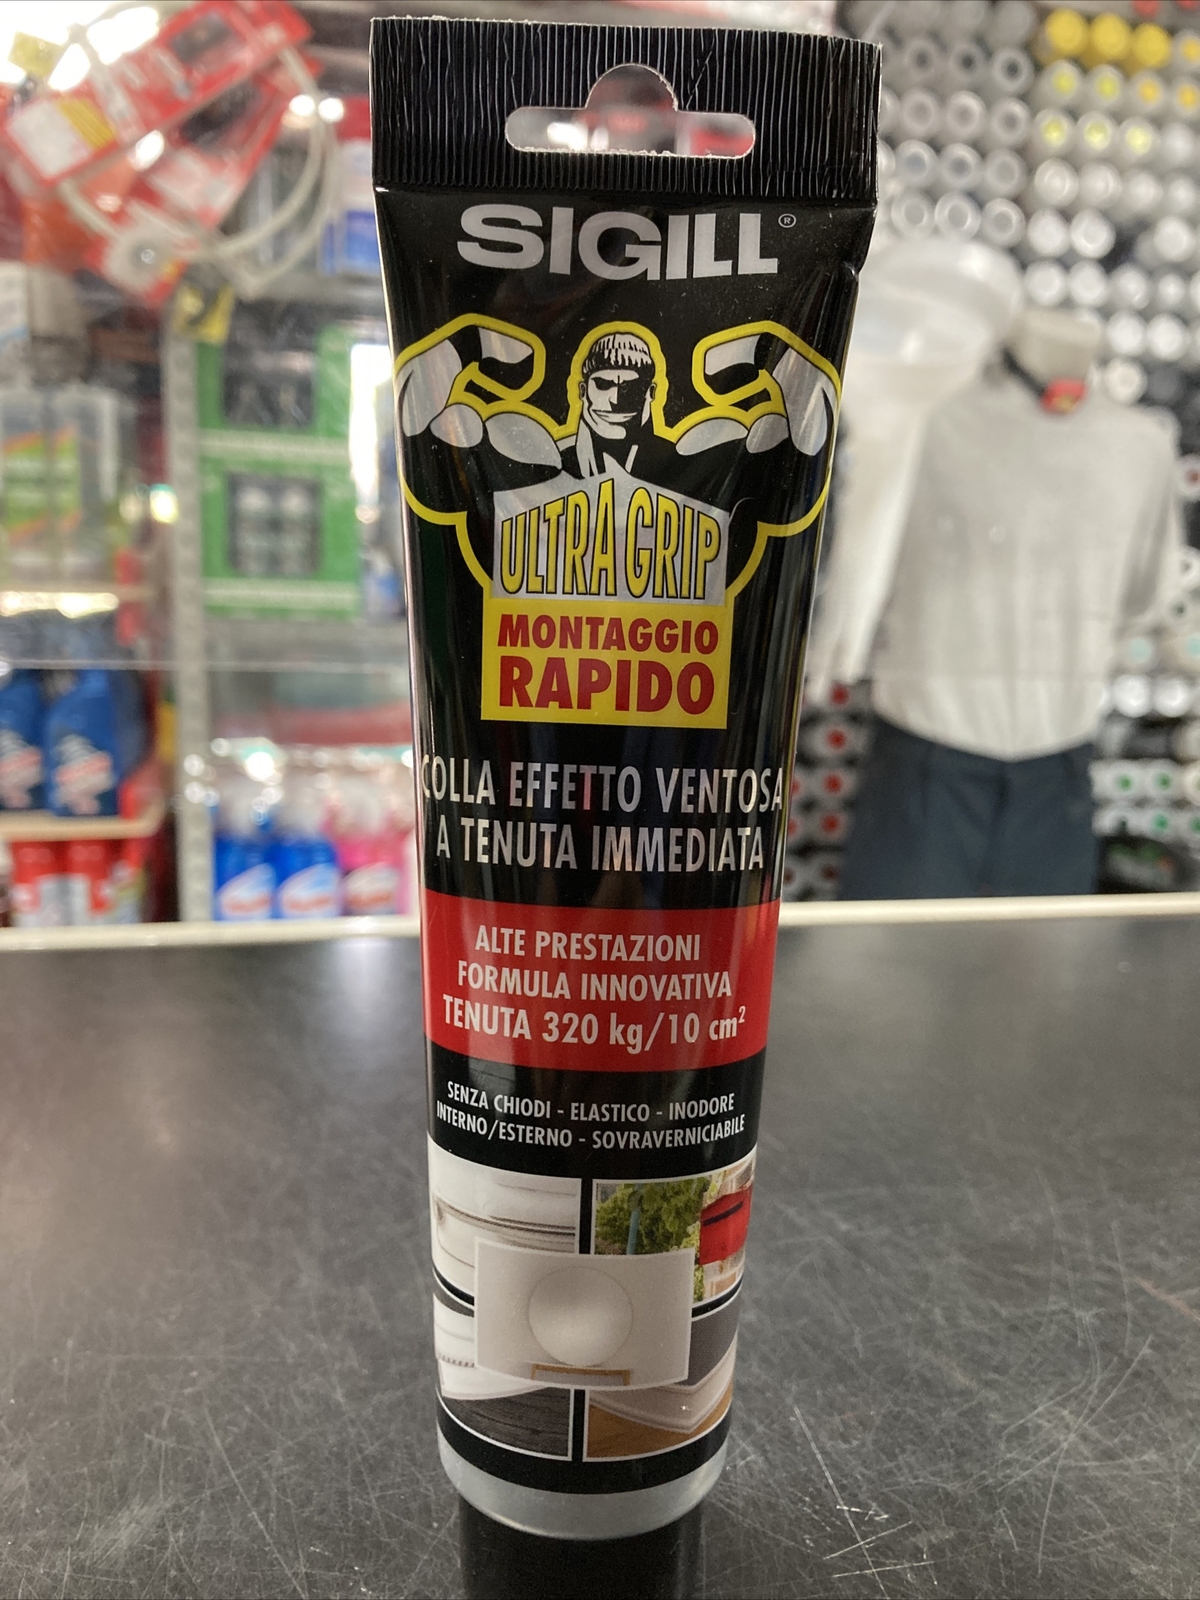 SIGILL®
ULTRA GRIP
MONTAGGIO
RAPIDO
COLLA EFFETTO VENTOSA
A TENUTA IMMEDIATA
ALTE PRESTAZIONI
FORMULA INNOVATIVA
TENUTA 320 kg/10 cm²
SENZA CHIODI - ELASTICO - INODORE
INTERNO/ESTERNO - SOVRAVERNICIABILE